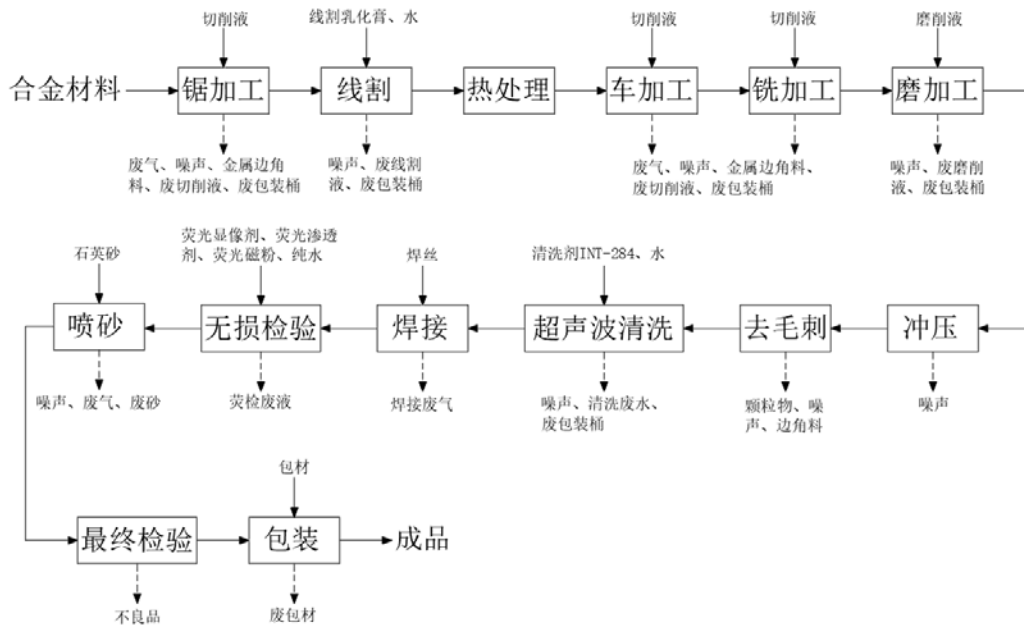 切削液
线割乳化膏、水
切削液
切削液
磨削液
合金材料
锯加工
线割
热处理
车加工
铣加工
磨加工
废气、噪声、金属边角
料、废切削液、废包装桶
噪声、废线割
液、废包装桶
废气、噪声、金属边角料、
废切削液、废包装桶
噪声、废磨削
液、废包装桶
石英砂
荧光显像剂、荧光渗透
剂、荧光磁粉、纯水
焊丝
清洗剂INT-284、水
喷砂
无损检验
焊接
超声波清洗
去毛刺
冲压
噪声、废气、废砂
荧检废液
焊接废气
噪声、清洗废水、
废包装桶
颗粒物、噪
声、边角料
噪声
包材
最终检验
包装
成品
不良品
废包材